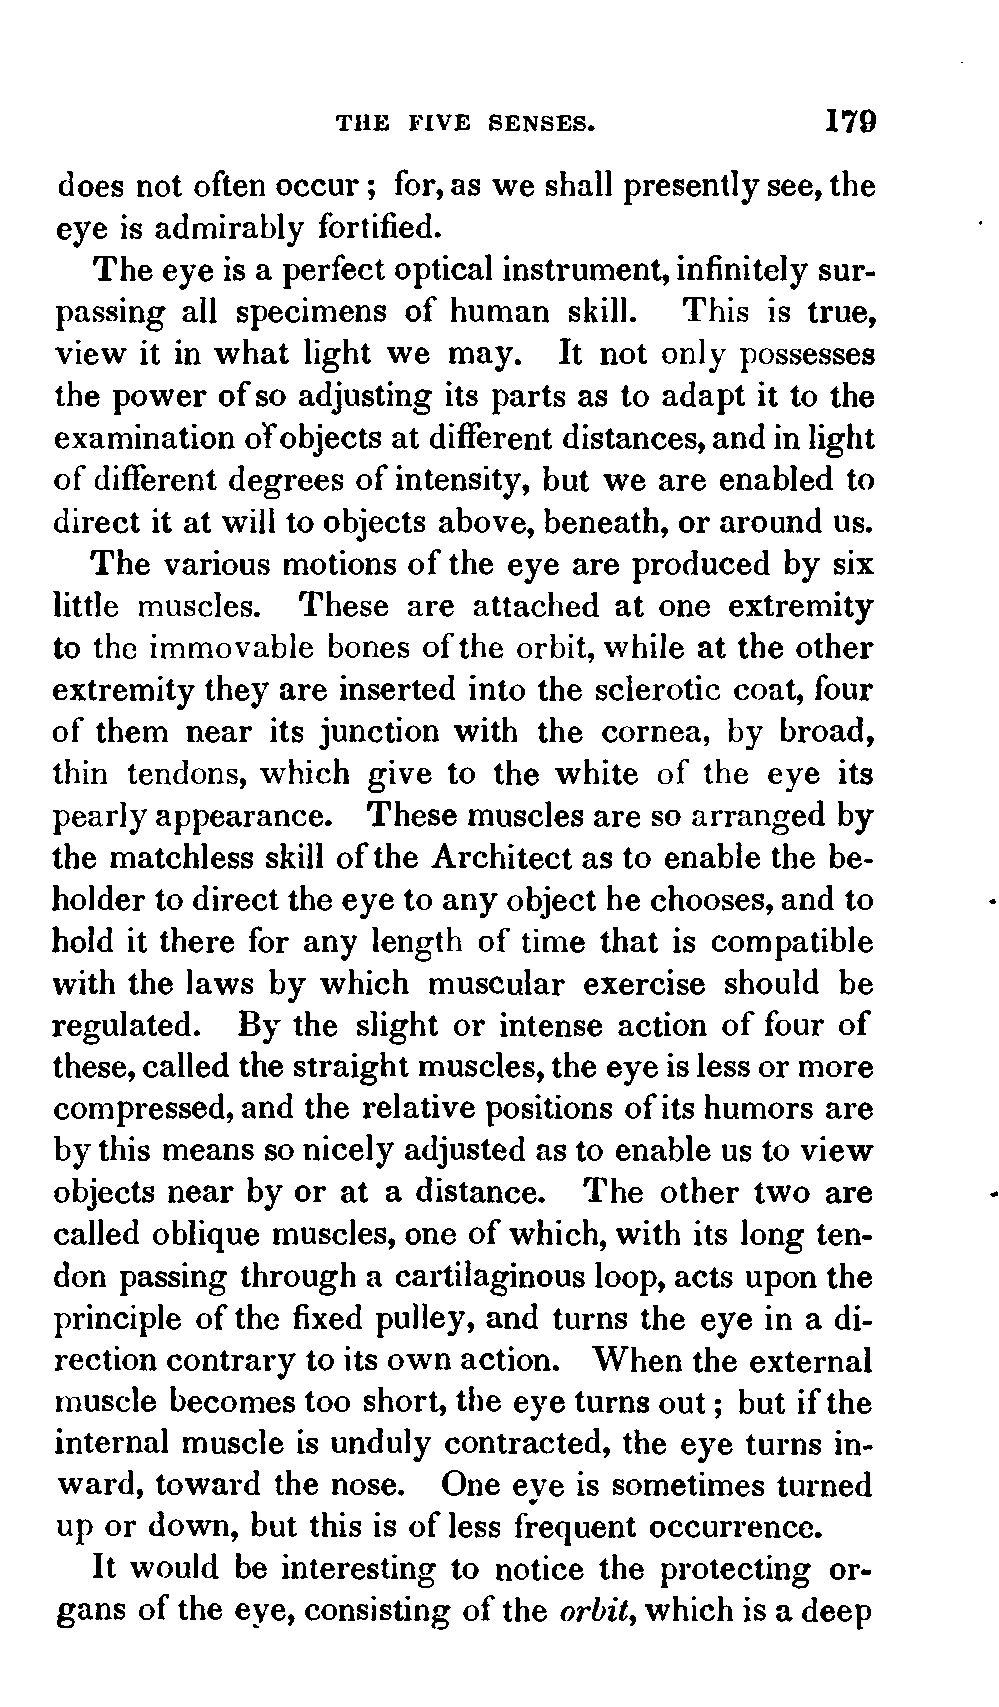 THE FIVE SENSES. 179
does not often occur; for, as we shall presently see, the
eye is admirably fortified.
The eye is a perfect optical instrument, infinitely sur-
passing all specimens of human skill. This is true,
view it in what light we may. It not only possesses
the power of so adjusting its parts as to adapt it to the
examination of objects at different distances, and in light
of different degrees of intensity, but we are enabled to
direct it at will to objects above, beneath, or around us.
The various motions of the eye are produced by six
little muscles. These are attached at one extremity
to the immovable bones of the orbit, while at the other
extremity they are inserted into the sclerotic coat, four
of them near its junction with the cornea, by broad,
thin tendons, which give to the white of the eye its
pearly appearance. These muscles are so arranged by
the matchless skill of the Architect as to enable the be-
holder to direct the eye to any object he chooses, and to
hold it there for any length of time that is compatible
with the laws by which muscular exercise should be
regulated. By the slight or intense action of four of
these, called the straight muscles, the eye is less or more
compressed, and the relative positions of its humors are
by this means so nicely adjusted as to enable us to view
objects near by or at a distance. The other two are
called oblique muscles, one of which, with its long ten-
don passing through a cartilaginous loop, acts upon the
principle of the fixed pulley, and turns the eye in a di-
rection contrary to its own action. When the external
muscle becomes too short, the eye turns out; but if the
internal muscle is unduly contracted, the eye turns in-
ward, toward the nose. One eye is sometimes turned
up or down, but this is of less frequent occurrence.
It would be interesting to notice the protecting or-
gans of the eye, consisting of the orbit, which is a deep